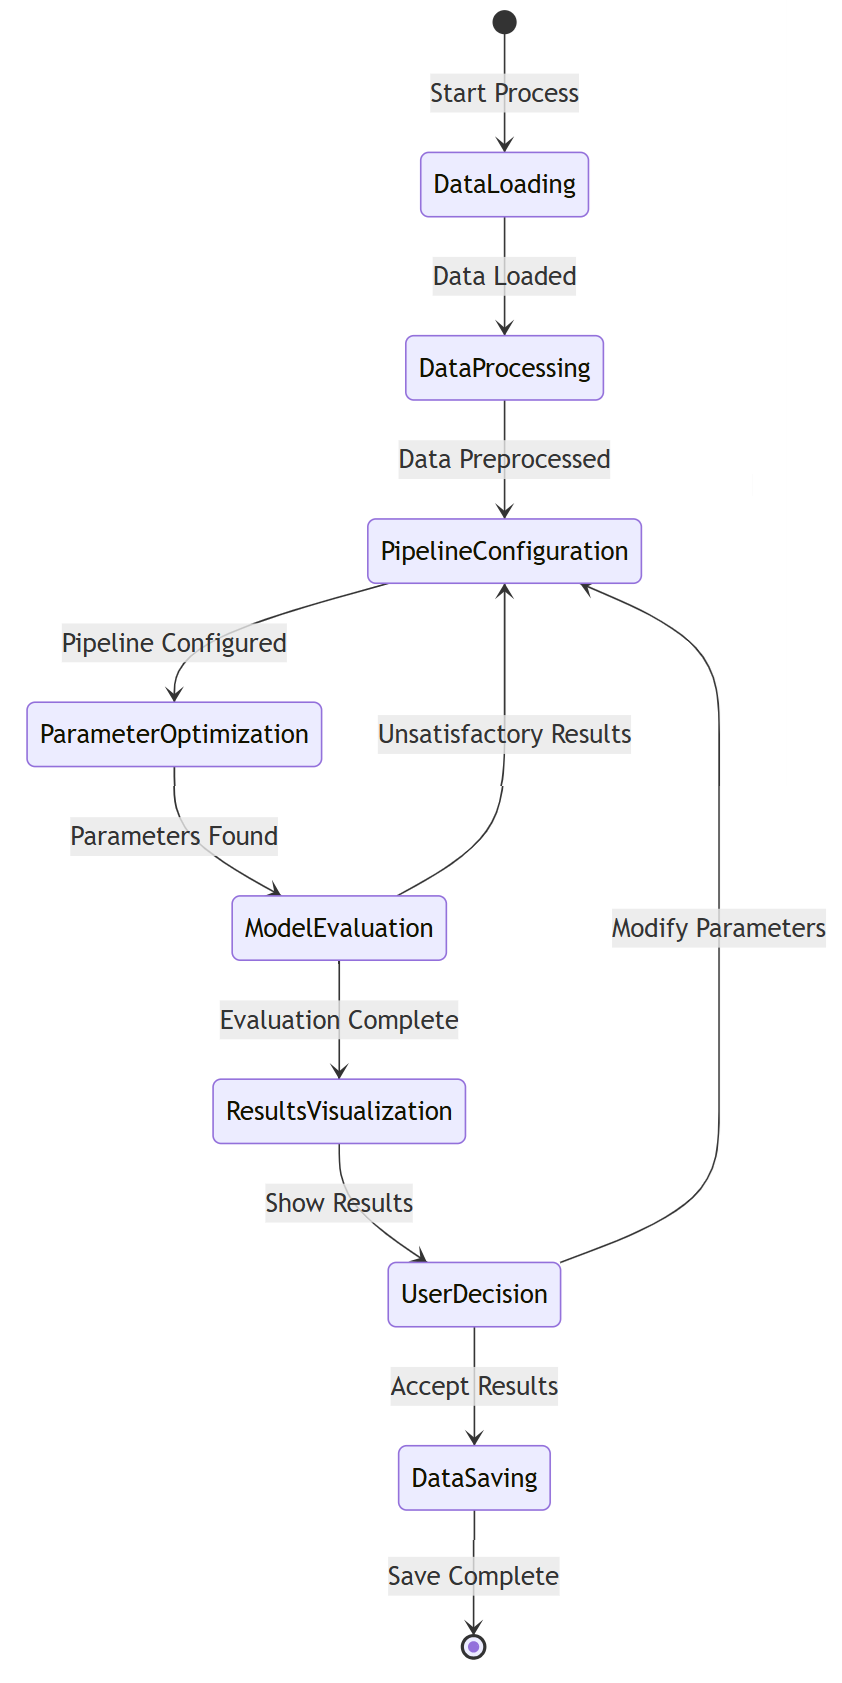 Start Process
DataLoading
Data Loaded
DataProcessing
Data Preprocessed
PipelineConfiguration
Pipeline Configured
ParameterOptimization
Unsatisfactory Results
Parameters Found
ModelEvaluation
Modify Parameters
Evaluation Complete
ResultsVisualization
Show Results
UserDecision
Accept Results
DataSaving
Save Complete